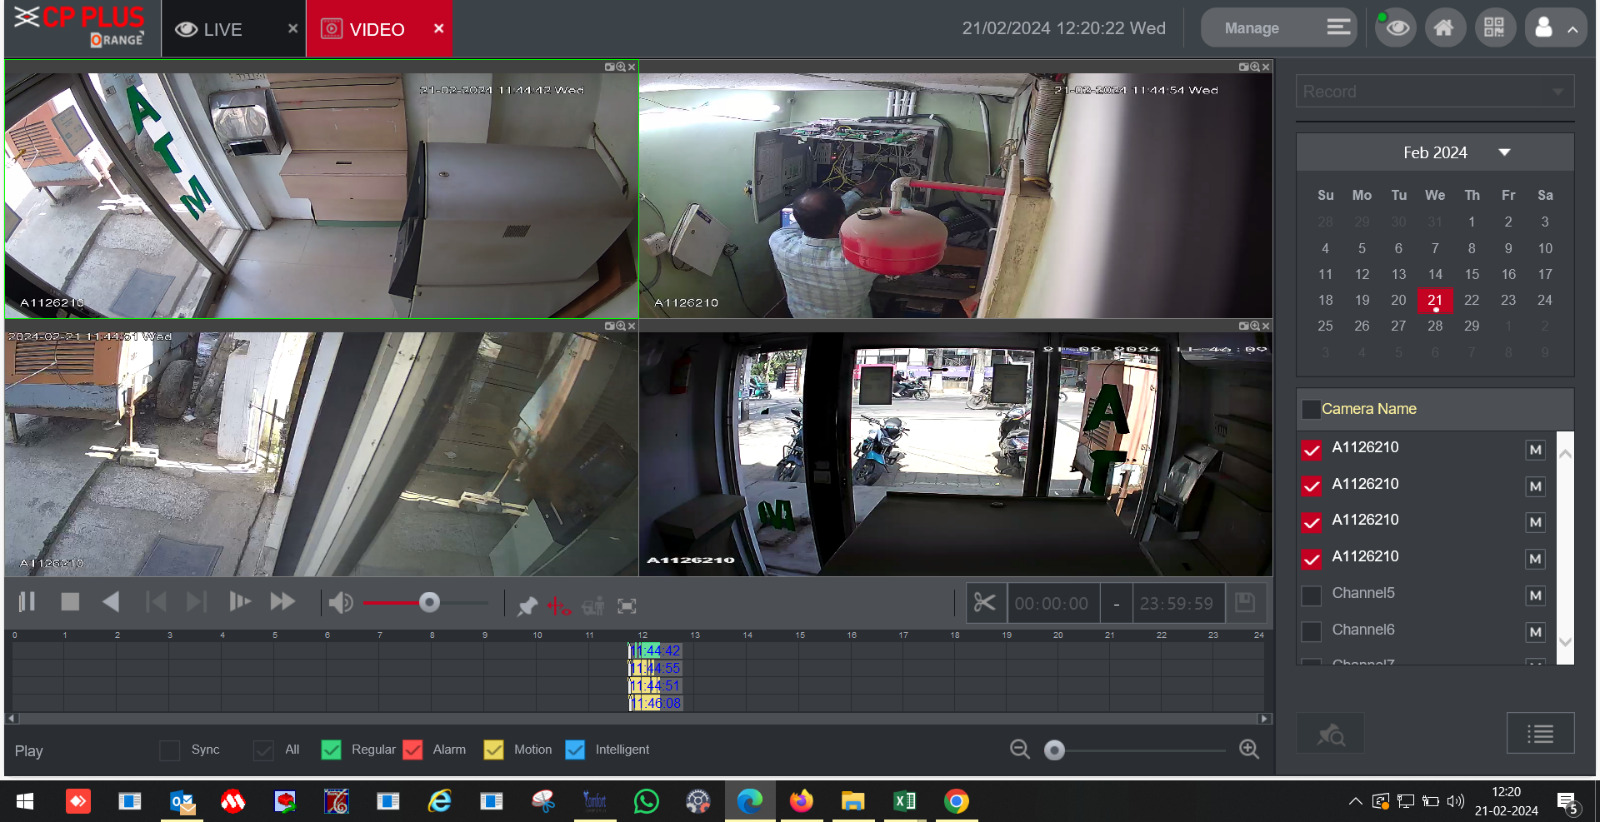 CP PLUS
ORANGE
LIVE
VIDEO
21/02/2024 12:20:22 Wed
Manage
21-02-2024 11:44:42 Wed
ATM
A1126210
21-02-2024 11:44:54 Wed
A1126210
2024-02-21 11:44:51 Wed
A1126210
21-02-2024 11:46:09
A
T
A1126210
Record
Feb 2024
Su Mo Tu We Th Fr Sa
28 29 30 31 1 2 3
4 5 6 7 8 9 10
11 12 13 14 15 16 17
18 19 20 21 22 23 24
25 26 27 28 29 1 2
3 4 5 6 7 8 9
Camera Name
A1126210 M
A1126210 M
A1126210 M
A1126210 M
Channel5 M
Channel6 M
Channel7
00:00:00 - 23:59:59
0 1 2 3 4 5 6 7 8 9 10 11 12 13 14 15 16 17 18 19 20 21 22 23 24
11:44:42
11:44:55
11:44:51
11:46:08
Play
Sync All Regular Alarm Motion Intelligent
12:20
21-02-2024
5